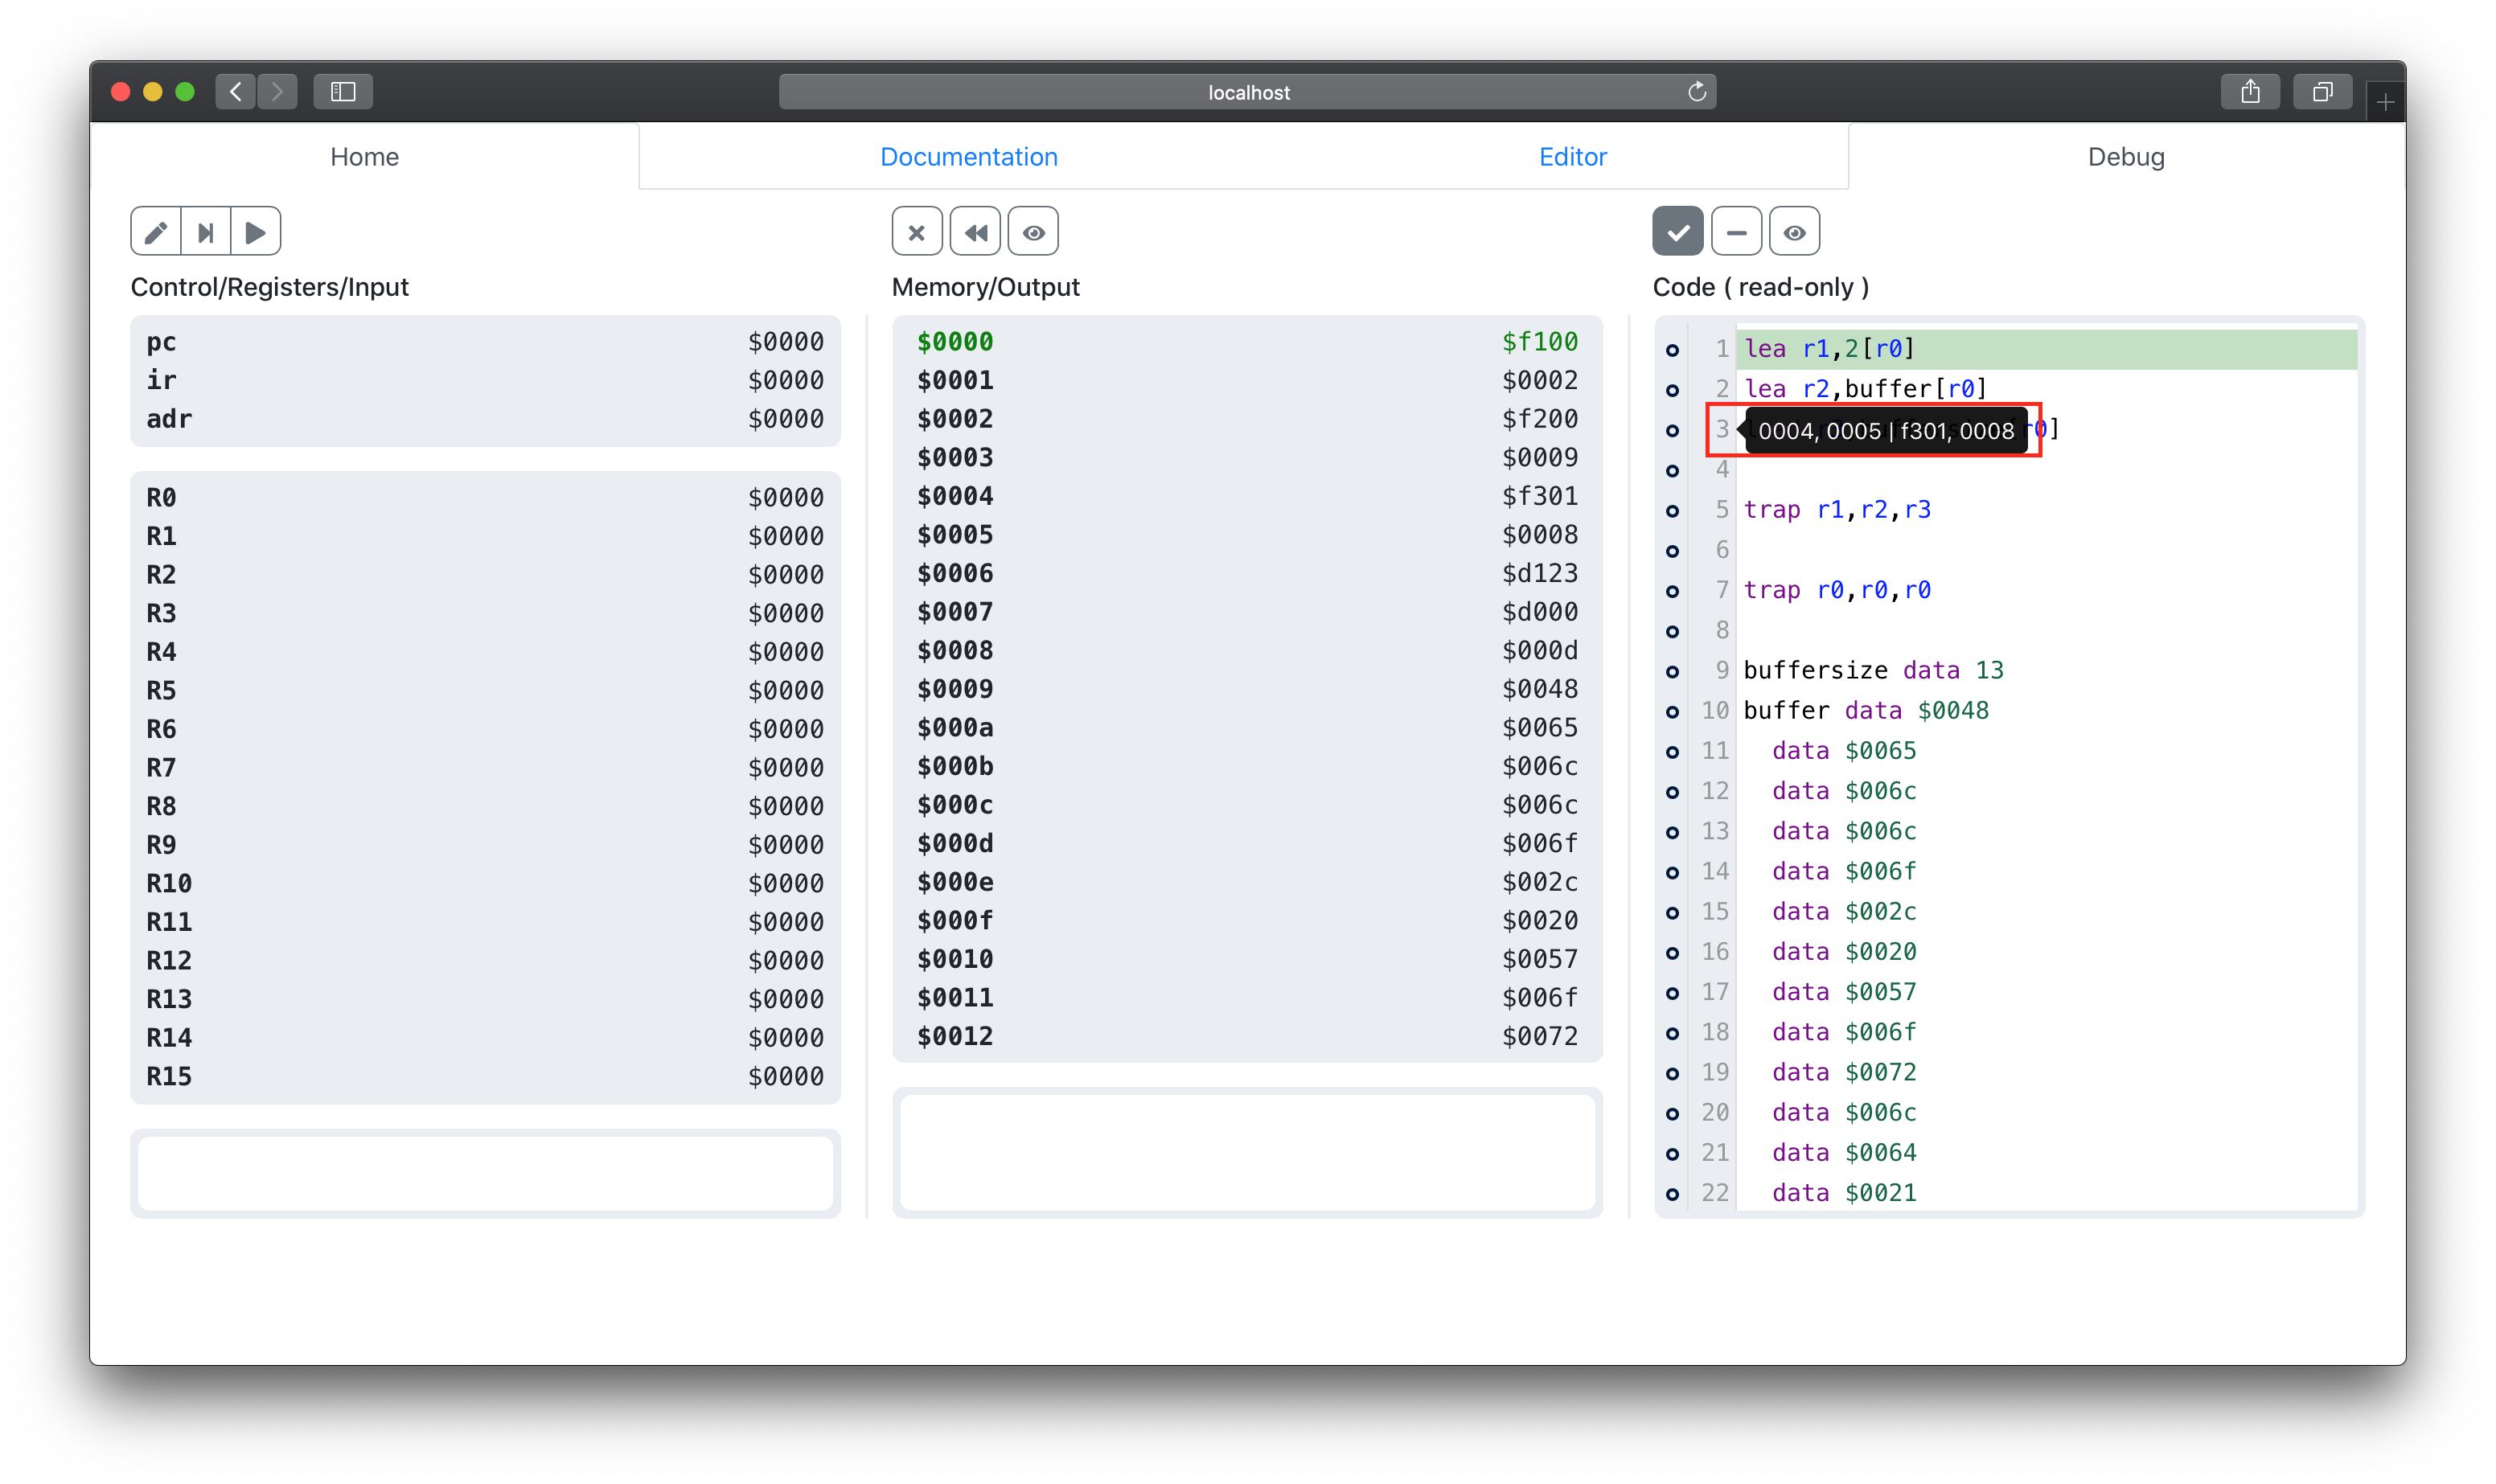 localhost
Home
Documentation
Editor
Debug
Control/Registers/Input
pc $0000
ir $0000
adr $0000
R0 $0000
R1 $0000
R2 $0000
R3 $0000
R4 $0000
R5 $0000
R6 $0000
R7 $0000
R8 $0000
R9 $0000
R10 $0000
R11 $0000
R12 $0000
R13 $0000
R14 $0000
R15 $0000
Memory/Output
$0000 $f100
$0001 $0002
$0002 $f200
$0003 $0009
$0004 $f301
$0005 $0008
$0006 $d123
$0007 $d000
$0008 $000d
$0009 $0048
$000a $0065
$000b $006c
$000c $006c
$000d $006f
$000e $002c
$000f $0020
$0010 $0057
$0011 $006f
$0012 $0072
Code ( read-only )
1 lea r1,2[r0]
2 lea r2,buffer[r0]
3 0004, 0005 | f301, 0008 r0]
4
5 trap r1,r2,r3
6
7 trap r0,r0,r0
8
9 buffersize data 13
10 buffer data $0048
11 data $0065
12 data $006c
13 data $006c
14 data $006f
15 data $002c
16 data $0020
17 data $0057
18 data $006f
19 data $0072
20 data $006c
21 data $0064
22 data $0021